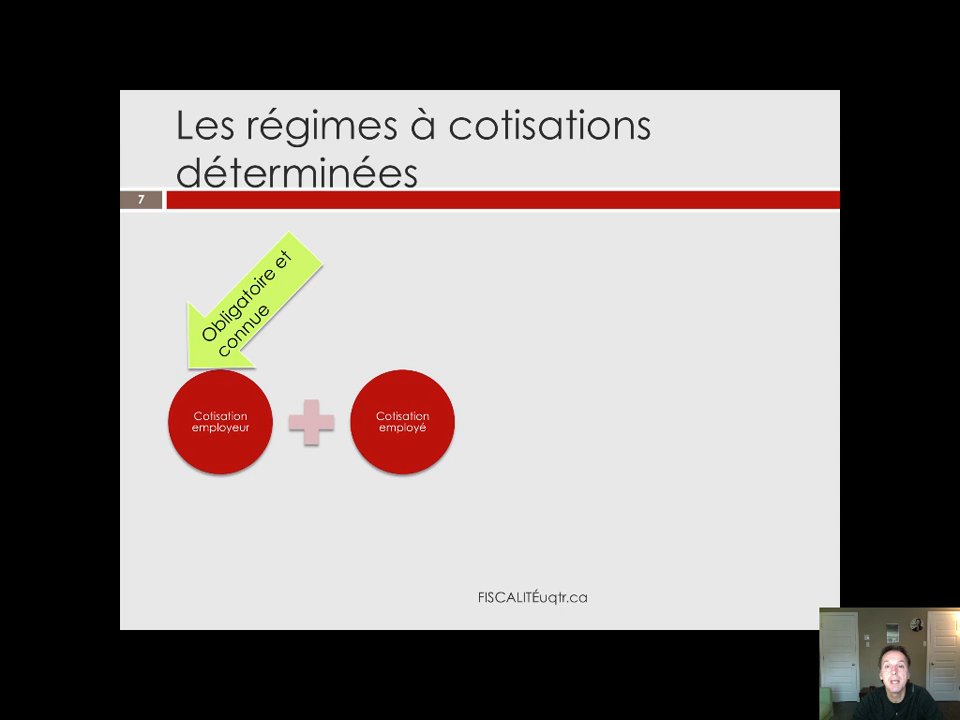 Les régimes à cotisations
déterminées
7
Obligatoire et
connue
Cotisation
employeur
Cotisation
employé
FISCALITÉuqtr.ca